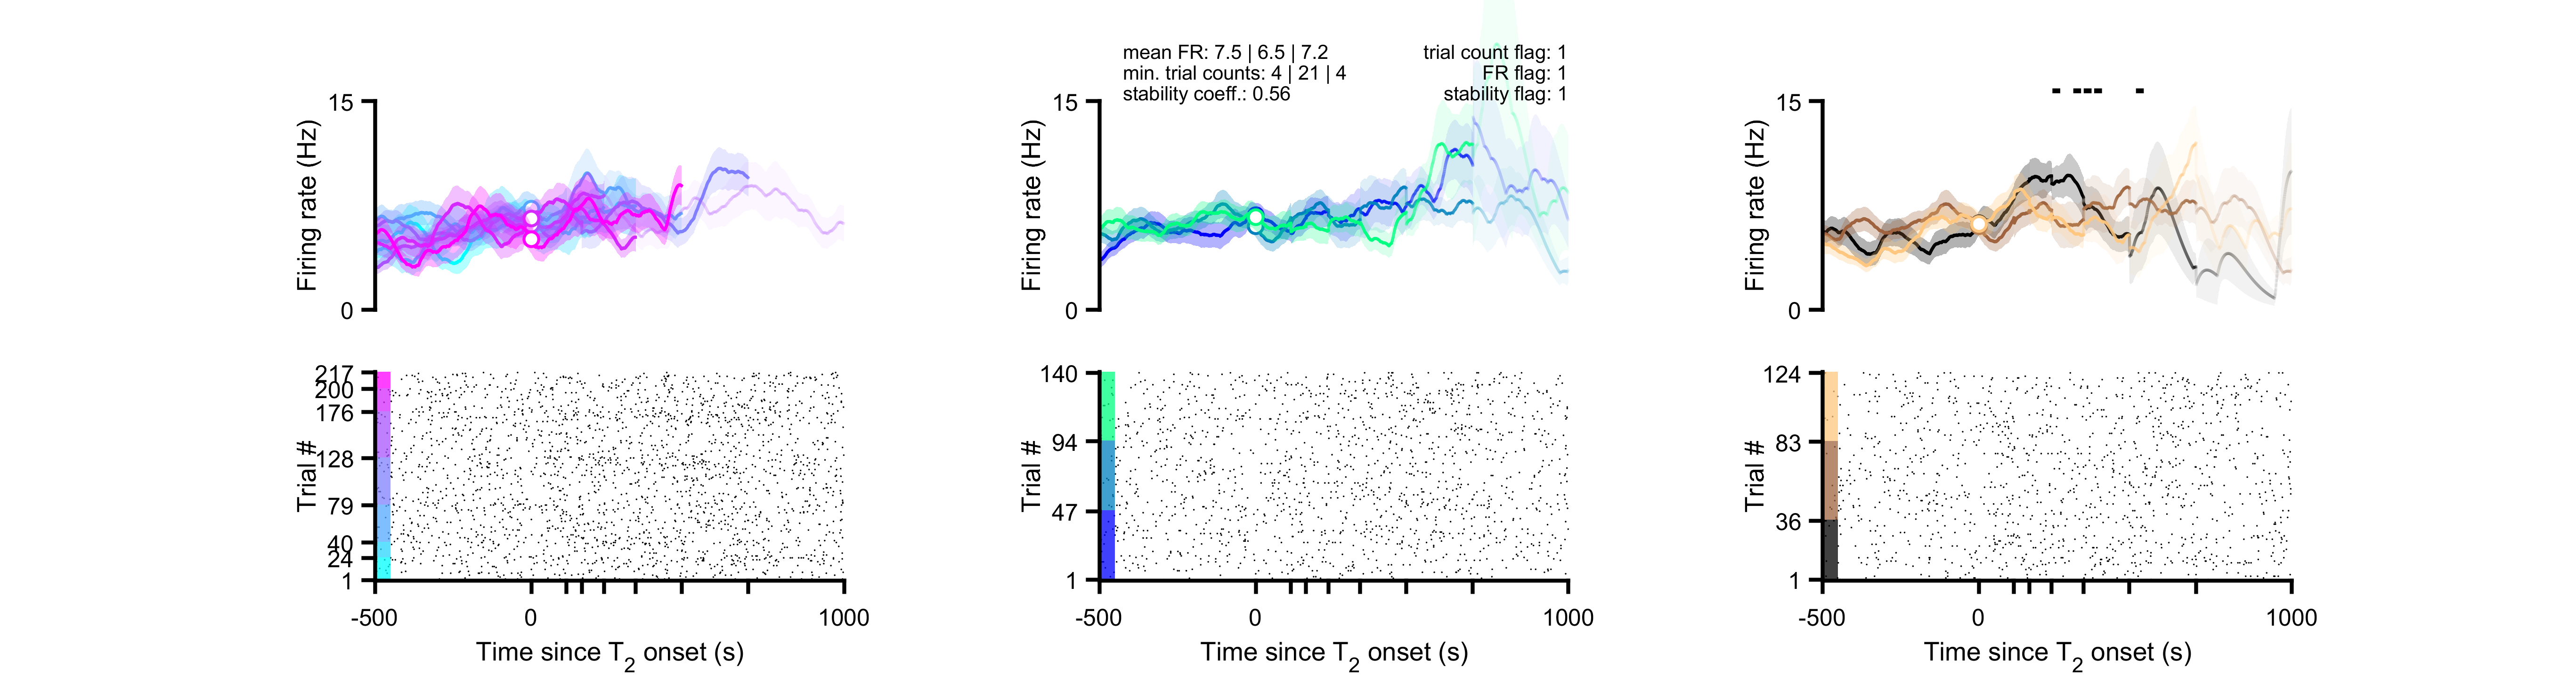 mean FR: 7.5 | 6.5 | 7.2
min. trial counts: 4 | 21 | 4
stability coeff.: 0.56
trial count flag: 1
FR flag: 1
stability flag: 1
15
Firing rate (Hz)
0
15
Firing rate (Hz)
0
15
Firing rate (Hz)
0
217
200
176
128
79
40
24
1
Trial #
-500
0
1000
Time since T2 onset (s)
140
94
47
1
Trial #
-500
0
1000
Time since T2 onset (s)
124
83
36
1
Trial #
-500
0
1000
Time since T2 onset (s)